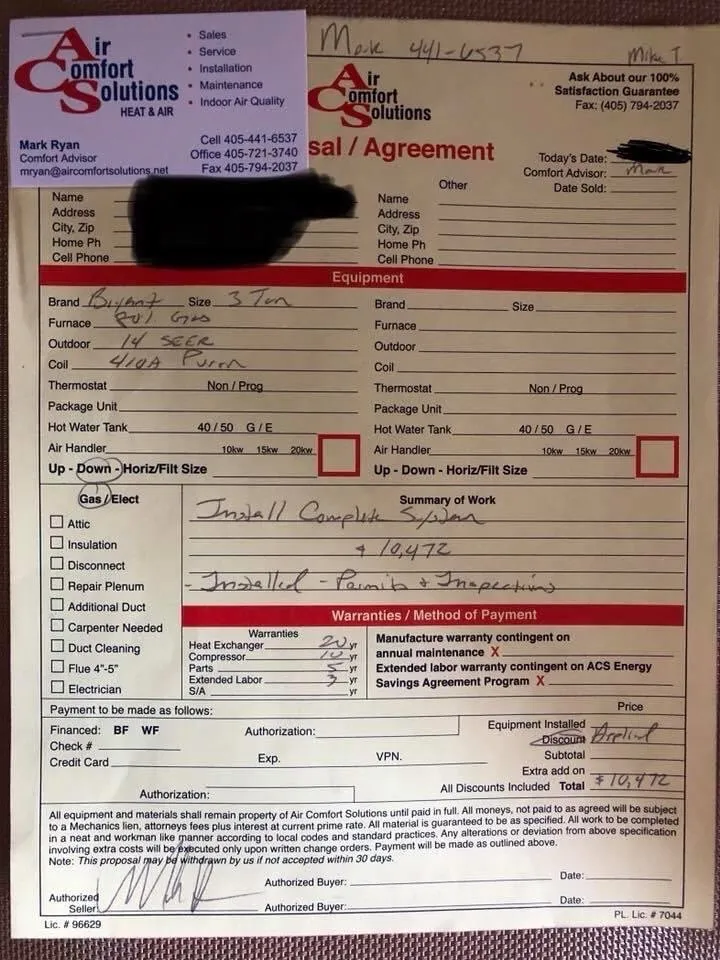 Air Comfort Solutions
HEAT & AIR
• Sales
• Service
• Installation
• Maintenance
• Indoor Air Quality
Mark Ryan
Comfort Advisor
mryan@aircomfortsolutions.net
Cell 405-441-6537
Office 405-721-3740
Fax 405-794-2037
Mark 441-6537
Mike T
Air Comfort Solutions
Ask About our 100%
Satisfaction Guarantee
Fax: (405) 794-2037
sal / Agreement
Today's Date:
Comfort Advisor: Mark
Date Sold:
Other
Name
Address
City, Zip
Home Ph
Cell Phone
Name
Address
City, Zip
Home Ph
Cell Phone
Equipment
Brand Bryant Size 3 Ton
Furnace 80% Gas
Outdoor 14 SEER
Coil 410A Puron
Thermostat Non / Prog
Package Unit
Hot Water Tank 40 / 50 G / E
Air Handler 10kw 15kw 20kw
Up - Down - Horiz/Filt Size
Brand Size
Furnace
Outdoor
Coil
Thermostat Non / Prog
Package Unit
Hot Water Tank 40 / 50 G / E
Air Handler 10kw 15kw 20kw
Up - Down - Horiz/Filt Size
Gas / Elect
Attic
Insulation
Disconnect
Repair Plenum
Additional Duct
Carpenter Needed
Duct Cleaning
Flue 4"-5"
Electrician
Summary of Work
Install Complete System
$ 10,472
- Installed - Permits & Inspections
Warranties / Method of Payment
Warranties
Heat Exchanger 20 yr
Compressor 10 yr
Parts 5 yr
Extended Labor 3 yr
S/A yr
Manufacture warranty contingent on
annual maintenance X
Extended labor warranty contingent on ACS Energy
Savings Agreement Program X
Payment to be made as follows:
Financed: BF WF
Check #
Credit Card
Authorization:
Exp. VPN.
Authorization:
Price
Equipment Installed
Discount Applied
Subtotal
Extra add on
All Discounts Included Total $10,472
All equipment and materials shall remain property of Air Comfort Solutions until paid in full. All moneys, not paid to as agreed will be subject
to a Mechanics lien, attorneys fees plus interest at current prime rate. All material is guaranteed to be as specified. All work to be completed
in a neat and workman like manner according to local codes and standard practices. Any alterations or deviation from above specification
involving extra costs will be executed only upon written change orders. Payment will be made as outlined above.
Note: This proposal may be withdrawn by us if not accepted within 30 days.
Authorized
Seller
Authorized Buyer: Date:
Authorized Buyer: Date:
Lic. # 96629
PL. Lic. # 7044